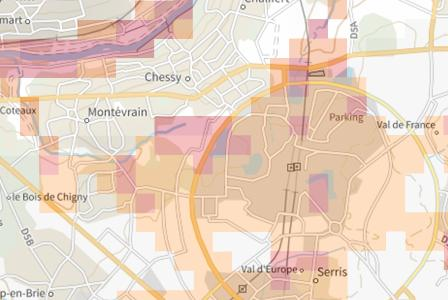 mart
Chalifert
D5A
Chessy
Coteaux
Montévrain
Parking
Val de France
le Bois de Chigny
D5B
Val d'Europe
Serris
p-en-Brie